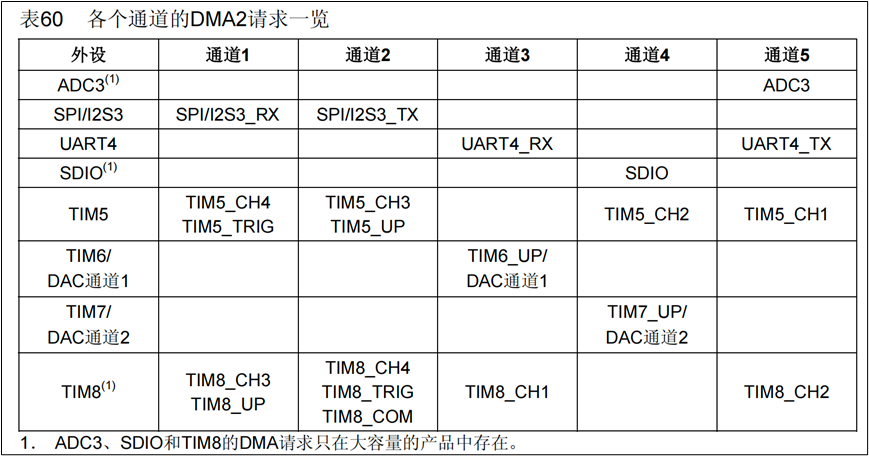 表60 各个通道的DMA2请求一览
外设 通道1 通道2 通道3 通道4 通道5
ADC3(1) ADC3
SPI/I2S3 SPI/I2S3_RX SPI/I2S3_TX
UART4 UART4_RX UART4_TX
SDIO(1) SDIO
TIM5 TIM5_CH4 TIM5_CH3 TIM5_CH2 TIM5_CH1
TIM5_TRIG TIM5_UP
TIM6/ TIM6_UP/
DAC通道1 DAC通道1
TIM7/ TIM7_UP/
DAC通道2 DAC通道2
TIM8(1) TIM8_CH3 TIM8_CH4 TIM8_CH1 TIM8_CH2
TIM8_UP TIM8_TRIG
TIM8_COM
1. ADC3、SDIO和TIM8的DMA请求只在大容量的产品中存在。